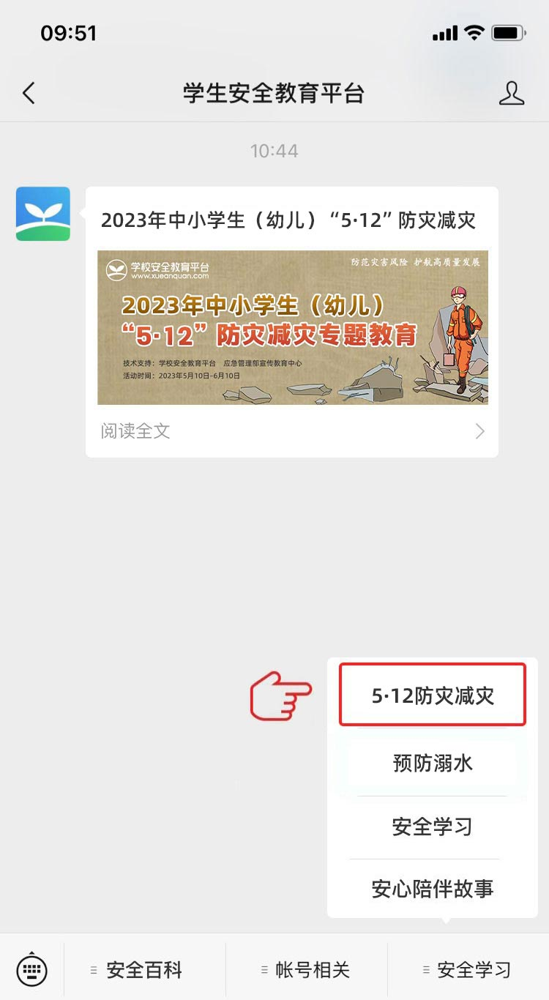 09:51
学生安全教育平台
10:44
2023年中小学生（幼儿）“5·12”防灾减灾
学校安全教育平台
www.xueanquan.com
防范灾害风险 护航高质量发展
2023年中小学生（幼儿）
“5·12”防灾减灾专题教育
技术支持：学校安全教育平台 应急管理部宣传教育中心
活动时间：2023年5月10日-6月10日
阅读全文
5·12防灾减灾
预防溺水
安全学习
安心陪伴故事
安全百科
帐号相关
安全学习